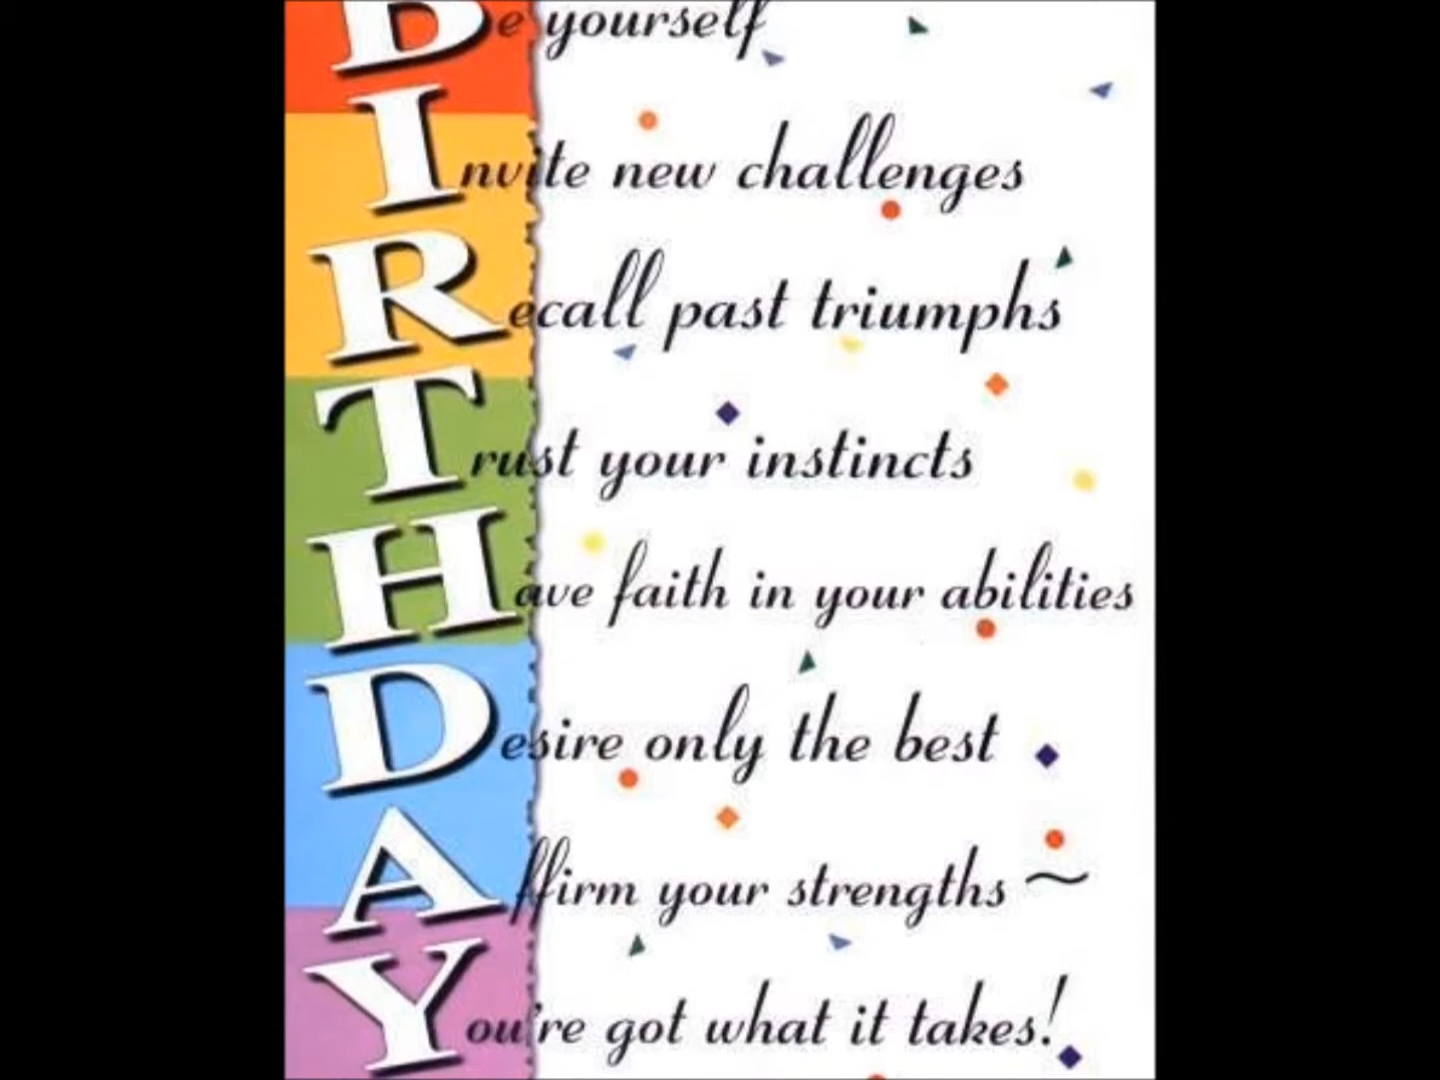 Be yourself
Invite new challenges
Recall past triumphs
Trust your instincts
Have faith in your abilities
Desire only the best
Affirm your strengths ~
You're got what it takes!